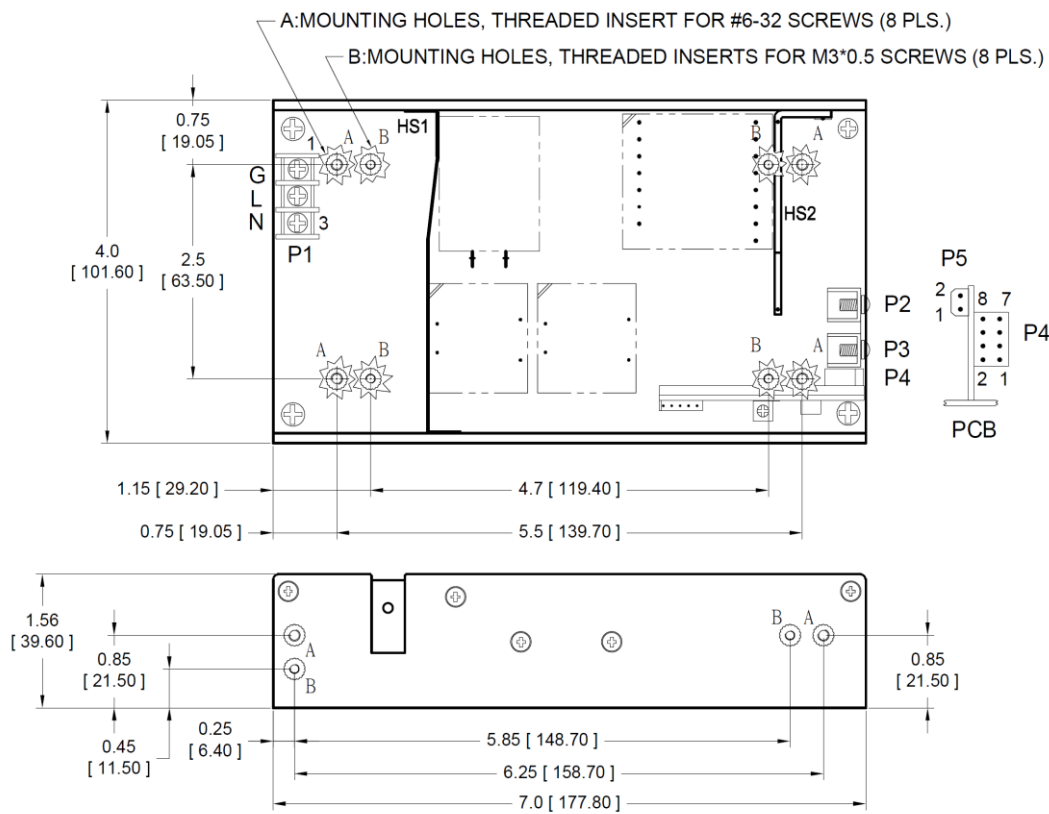 A:MOUNTING HOLES, THREADED INSERT FOR #6-32 SCREWS (8 PLS.)
B:MOUNTING HOLES, THREADED INSERTS FOR M3*0.5 SCREWS (8 PLS.)
0.75
[ 19.05 ]
1
A
B
HS1
B
A
G
L
N
3
P1
HS2
4.0
[ 101.60 ]
2.5
[ 63.50 ]
P5
2
1
8 7
P4
2 1
PCB
P2
P3
P4
A
B
B
A
1.15 [ 29.20 ]
4.7 [ 119.40 ]
0.75 [ 19.05 ]
5.5 [ 139.70 ]
1.56
[ 39.60 ]
0.85
[ 21.50 ]
A
B
B
A
0.85
[ 21.50 ]
0.45
[ 11.50 ]
0.25
[ 6.40 ]
5.85 [ 148.70 ]
6.25 [ 158.70 ]
7.0 [ 177.80 ]